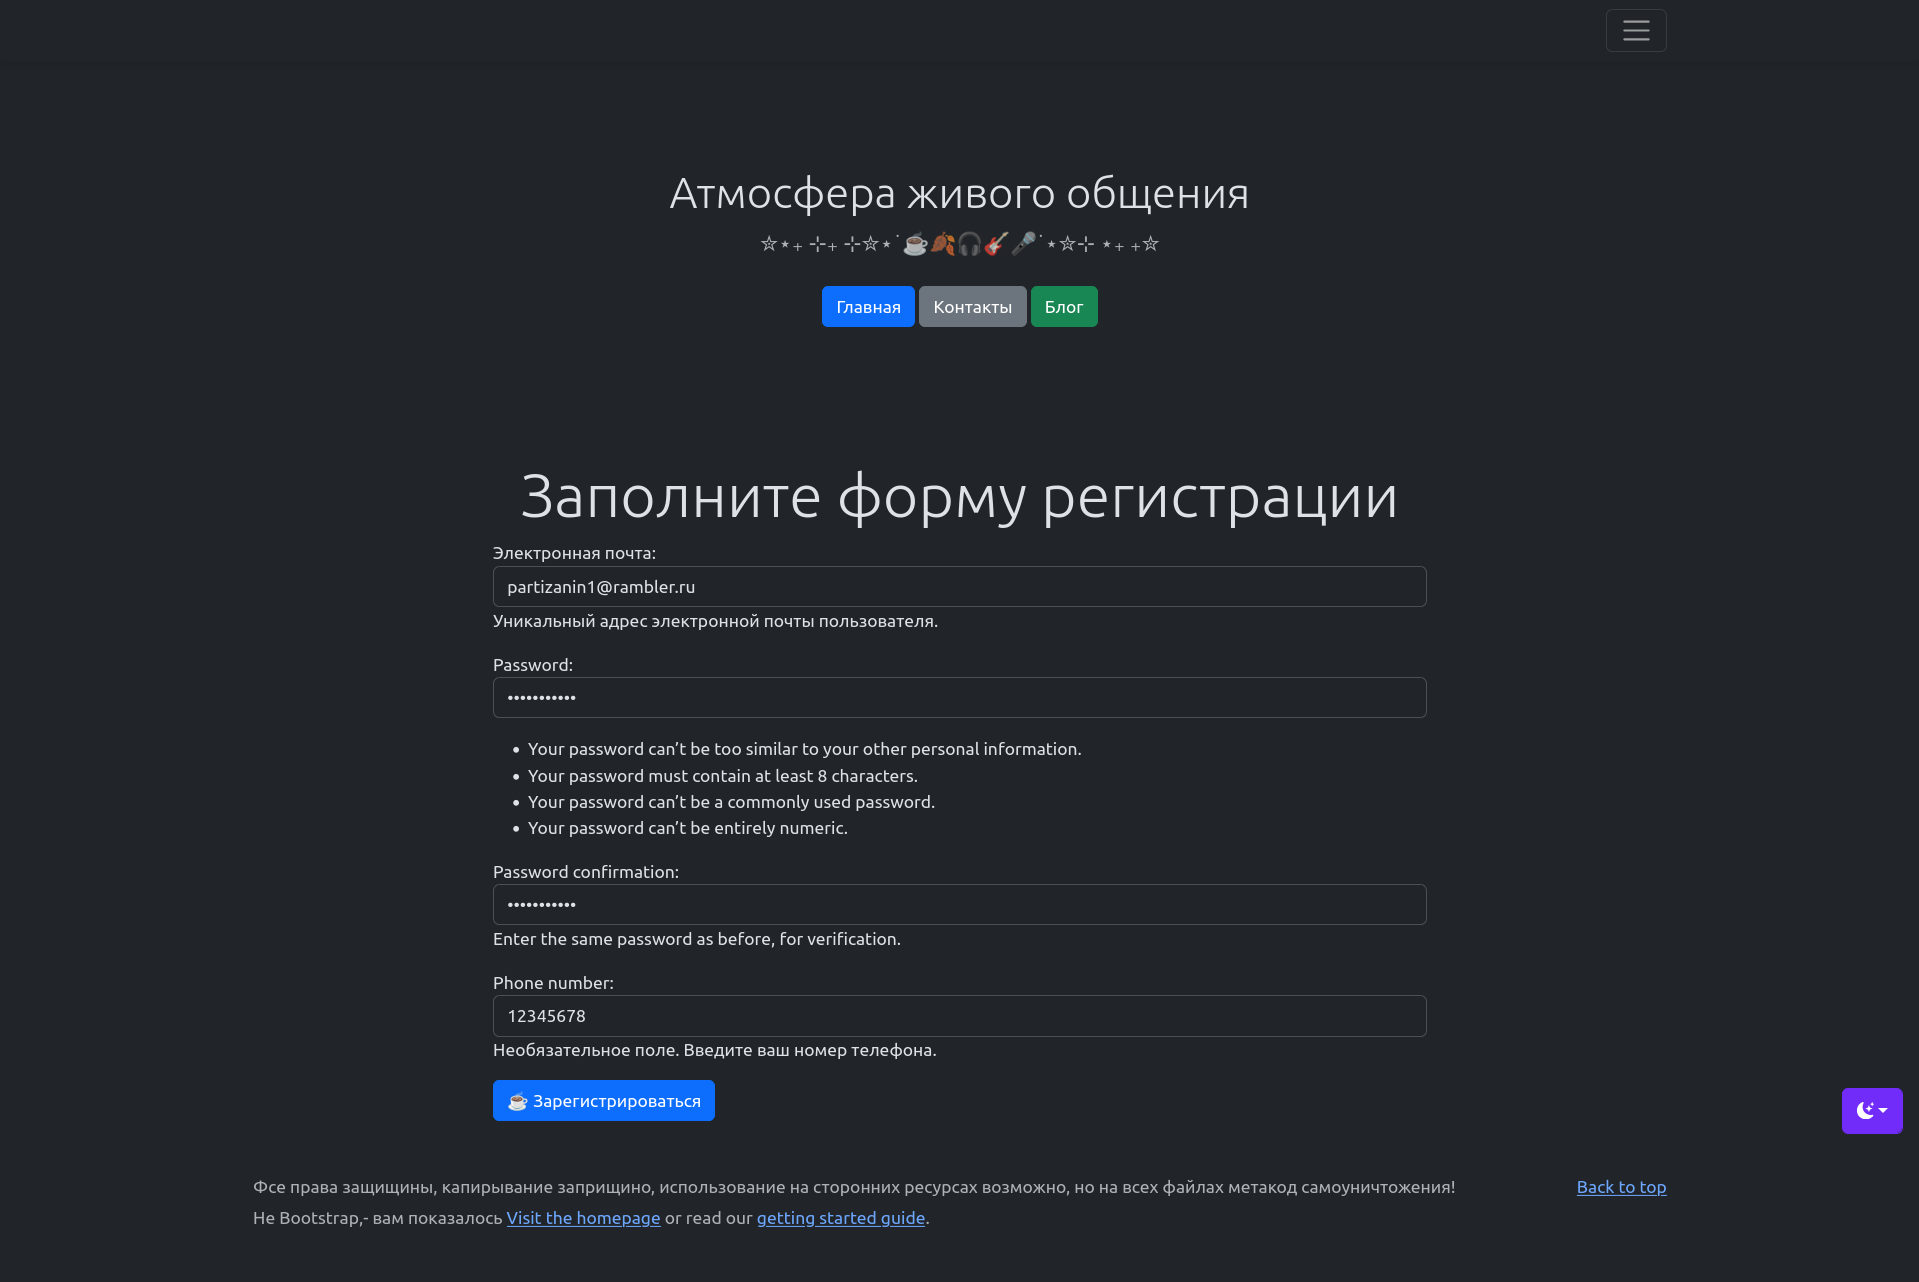 Атмосфера живого общения
✮⋆₊ ⊹₊ ⊹✮⋆˙☕🍂🎧🎸🎤˙⋆✮⊹ ⋆₊ ₊✮
Главная Контакты Блог
Заполните форму регистрации
Электронная почта:
partizanin1@rambler.ru
Уникальный адрес электронной почты пользователя.
Password:
•••••••••••
• Your password can’t be too similar to your other personal information.
• Your password must contain at least 8 characters.
• Your password can’t be a commonly used password.
• Your password can’t be entirely numeric.
Password confirmation:
•••••••••••
Enter the same password as before, for verification.
Phone number:
12345678
Необязательное поле. Введите ваш номер телефона.
☕ Зарегистрироваться
Фсе права защищины, капирывание заприщино, использование на сторонних ресурсах возможно, но на всех файлах метакод самоуничтожения! Back to top
Не Bootstrap,- вам показалось Visit the homepage or read our getting started guide.